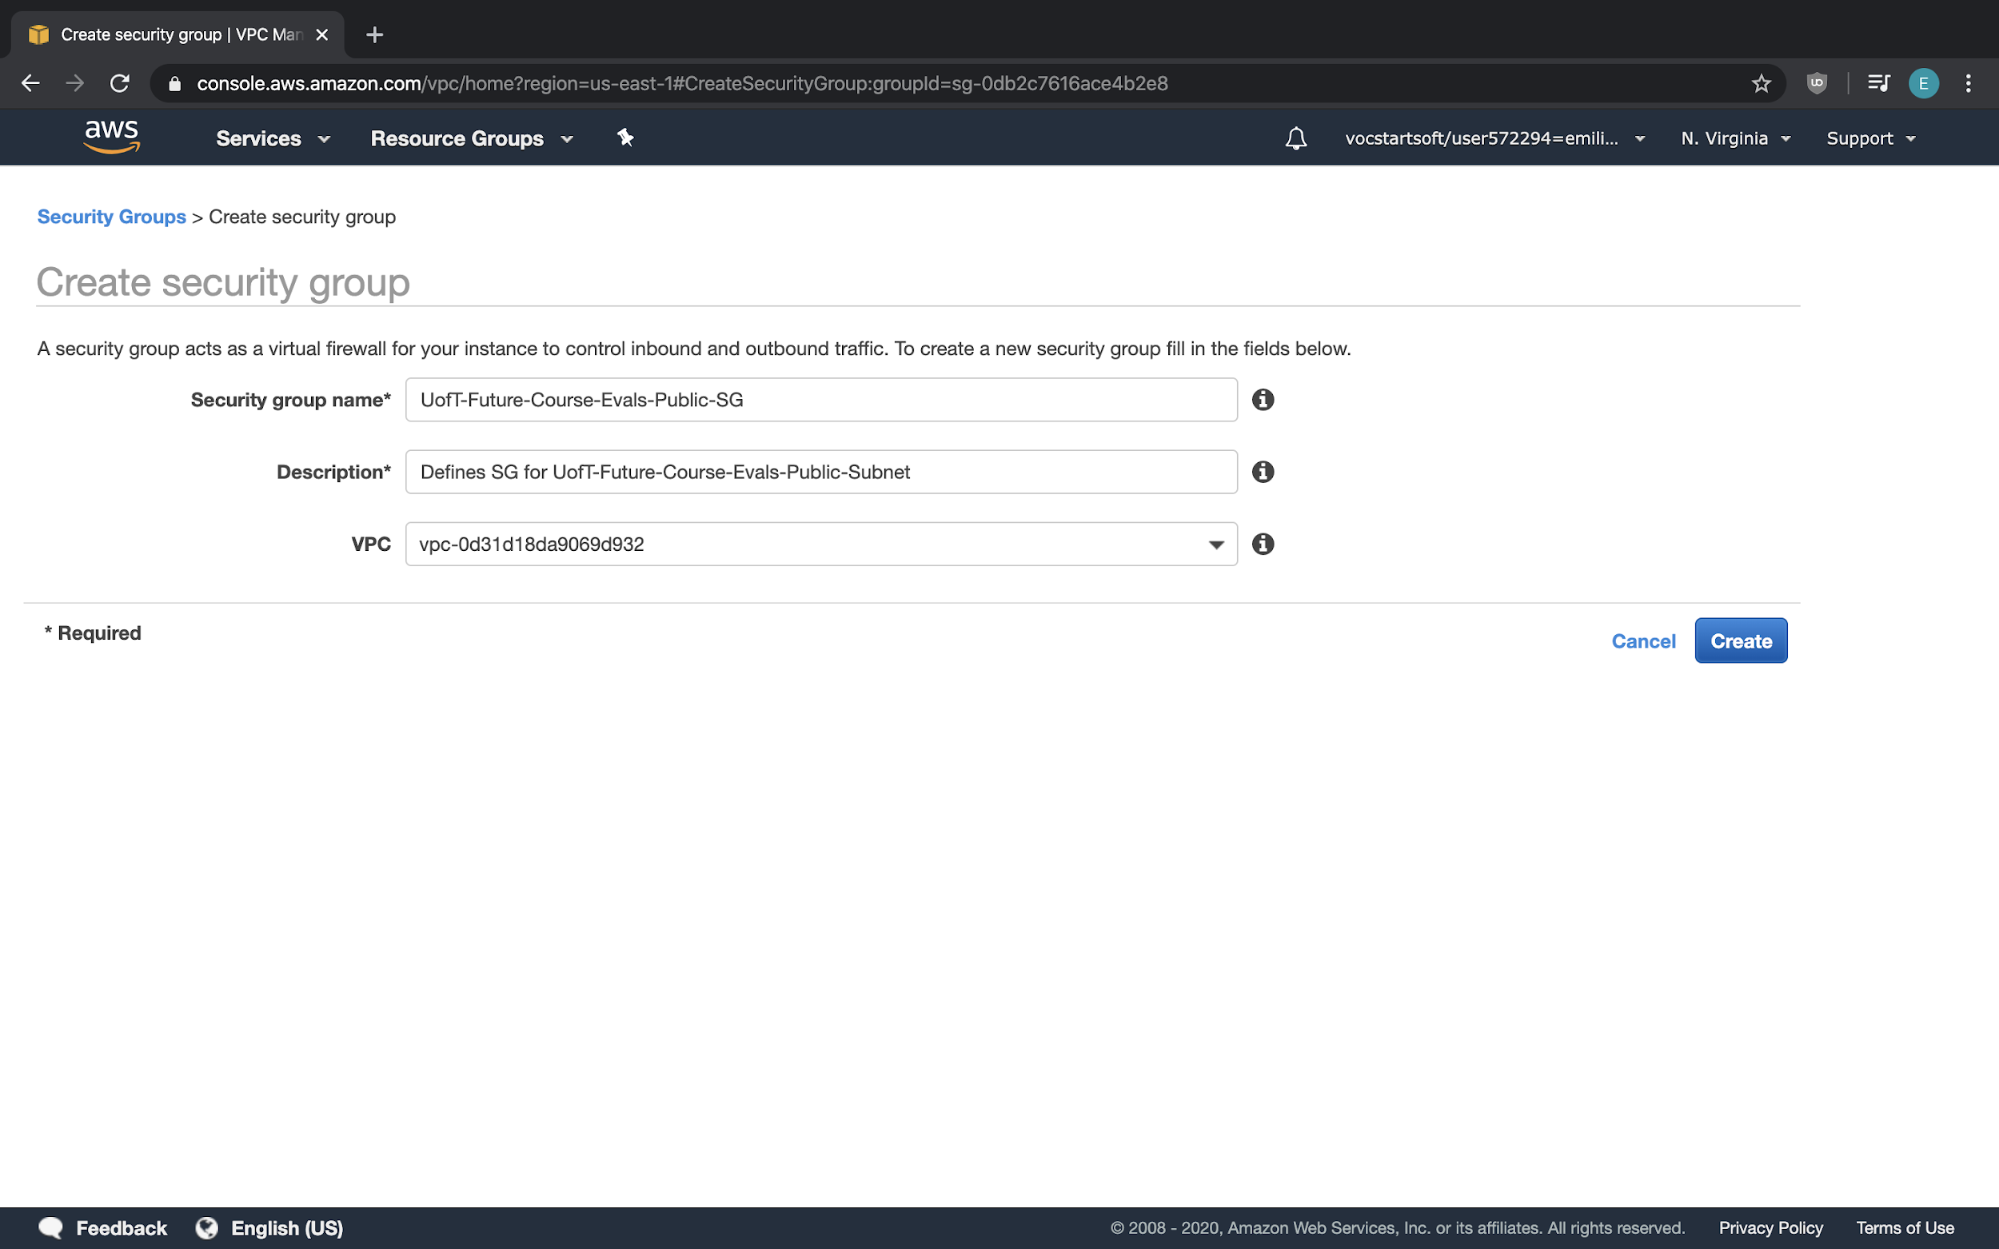 Create security group | VPC Man
console.aws.amazon.com/vpc/home?region=us-east-1#CreateSecurityGroup:groupId=sg-0db2c7616ace4b2e8
E
aws
Services
Resource Groups
vocstartsoft/user572294=emili...
N. Virginia
Support
Security Groups > Create security group
Create security group
A security group acts as a virtual firewall for your instance to control inbound and outbound traffic. To create a new security group fill in the fields below.
Security group name* UofT-Future-Course-Evals-Public-SG
Description* Defines SG for UofT-Future-Course-Evals-Public-Subnet
VPC vpc-0d31d18da9069d932
* Required
Cancel
Create
Feedback
English (US)
© 2008 - 2020, Amazon Web Services, Inc. or its affiliates. All rights reserved.
Privacy Policy
Terms of Use